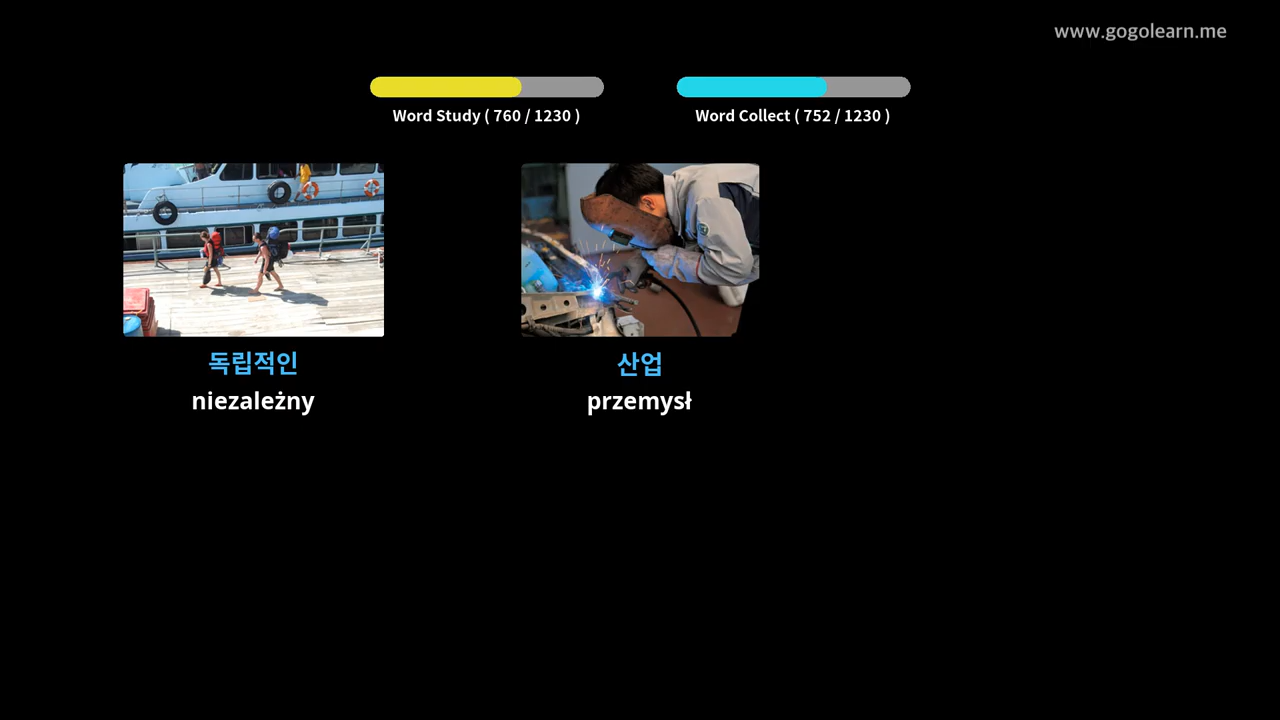 www.gogolearn.me
Word Study ( 760 / 1230 )
Word Collect ( 752 / 1230 )
독립적인
niezależny
산업
przemysł